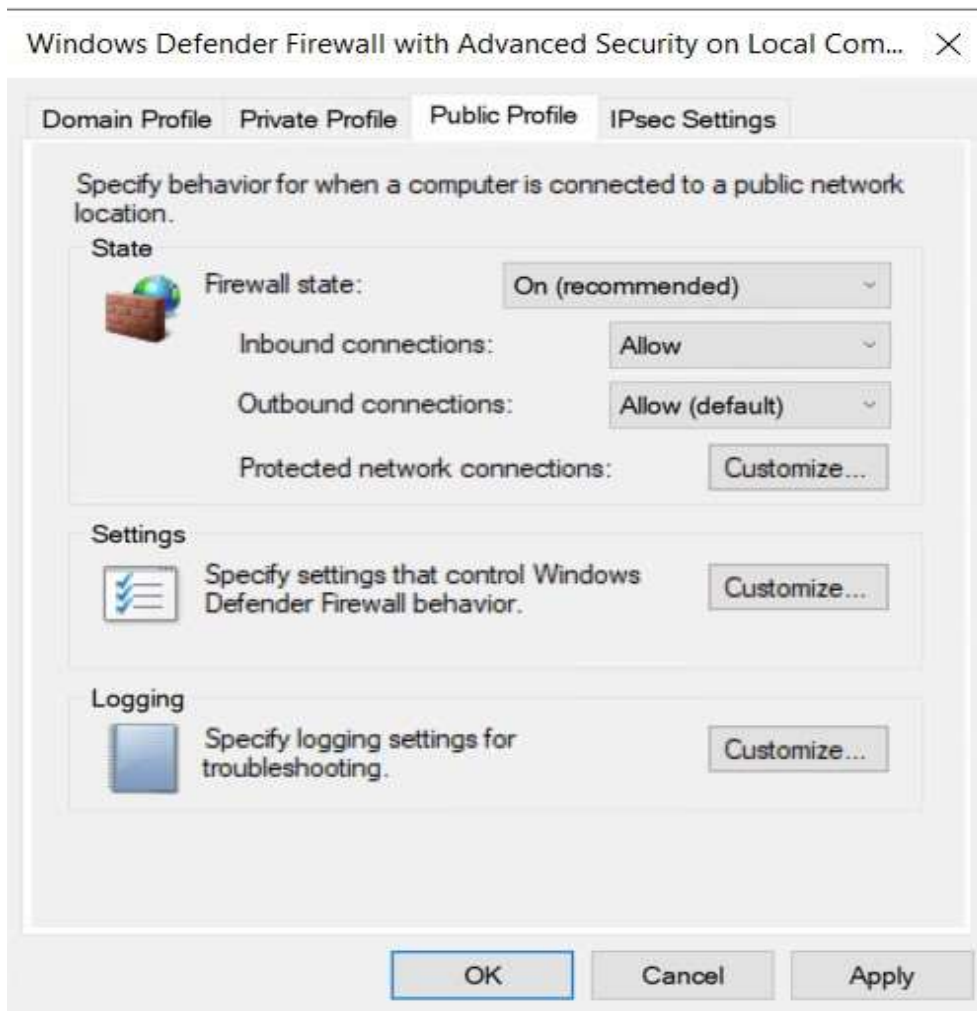 Windows Defender Firewall with Advanced Security on Local Com...
Domain Profile Private Profile Public Profile IPsec Settings
Specify behavior for when a computer is connected to a public network
location.
State
Firewall state: On (recommended)
Inbound connections: Allow
Outbound connections: Allow (default)
Protected network connections: Customize...
Settings
Specify settings that control Windows
Defender Firewall behavior.
Customize...
Logging
Specify logging settings for
troubleshooting.
Customize...
OK Cancel Apply